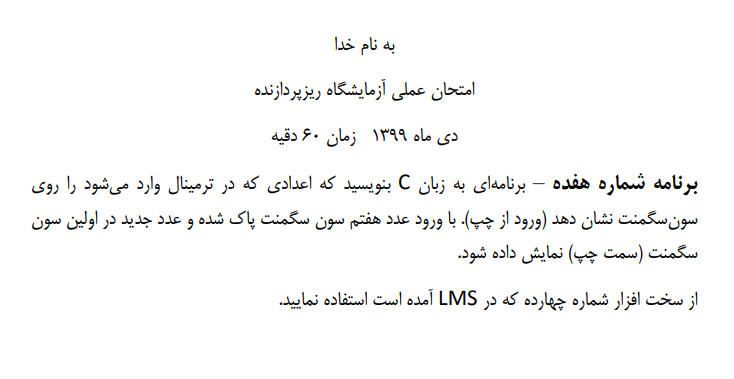 به نام خدا
امتحان عملی آزمایشگاه ریزپردازنده
دی ماه ۱۳۹۹ زمان ۶۰ دقیه
برنامه شماره هفده – برنامه‌ای به زبان C بنویسید که اعدادی که در ترمینال وارد می‌شود را روی
سون‌سگمنت نشان دهد (ورود از چپ). با ورود عدد هفتم سون سگمنت پاک شده و عدد جدید در اولین سون
سگمنت (سمت چپ) نمایش داده شود.
از سخت افزار شماره چهارده که در LMS آمده است استفاده نمایید.